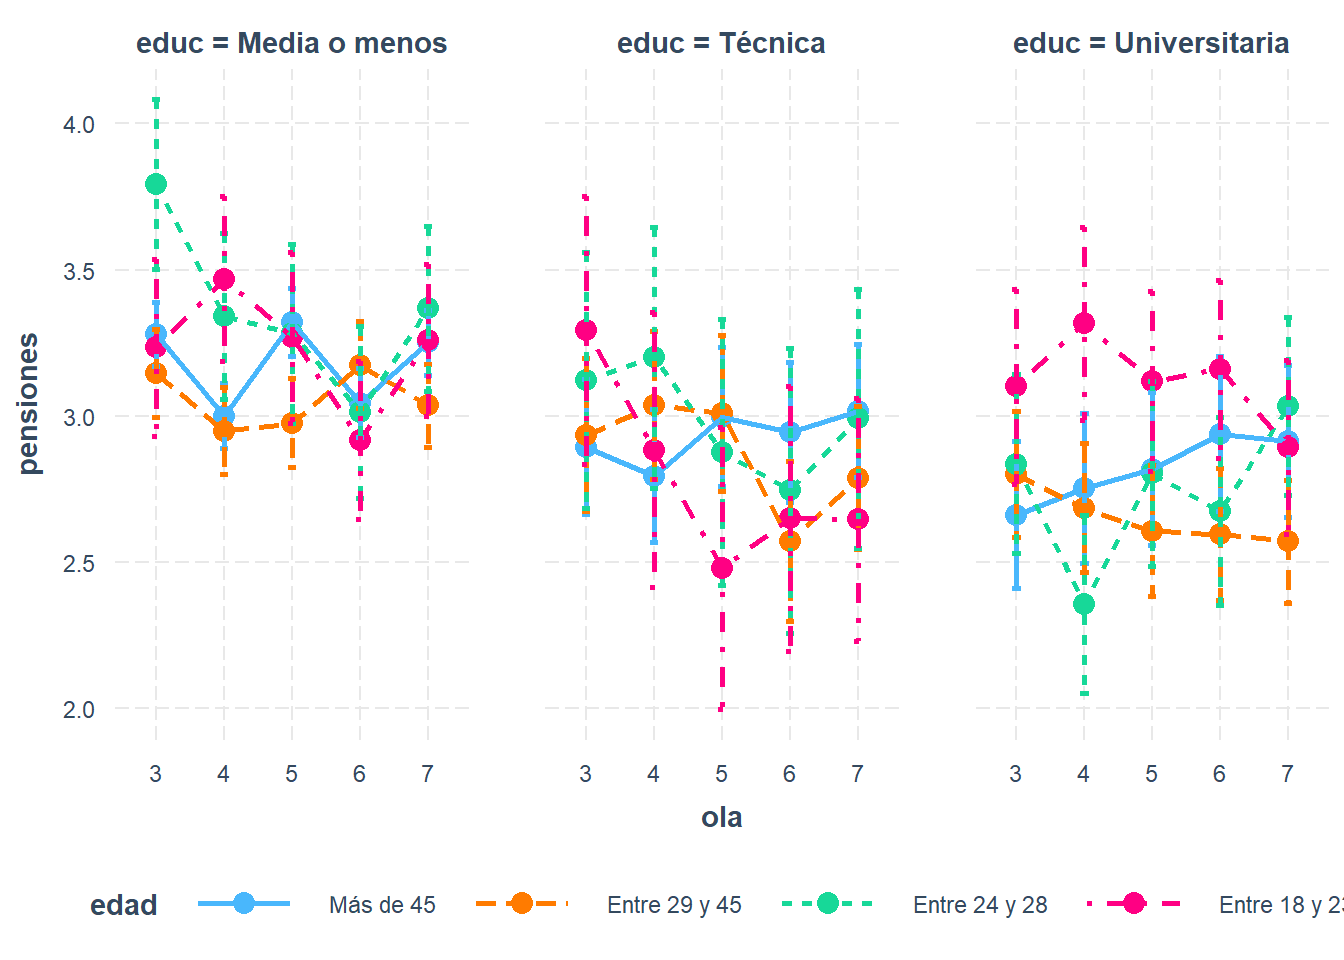 educ = Media o menos educ = Técnica educ = Universitaria
4.0
3.5
3.0
2.5
2.0
pensiones
3 4 5 6 7 3 4 5 6 7 3 4 5 6 7
ola
edad Más de 45 Entre 29 y 45 Entre 24 y 28 Entre 18 y 23